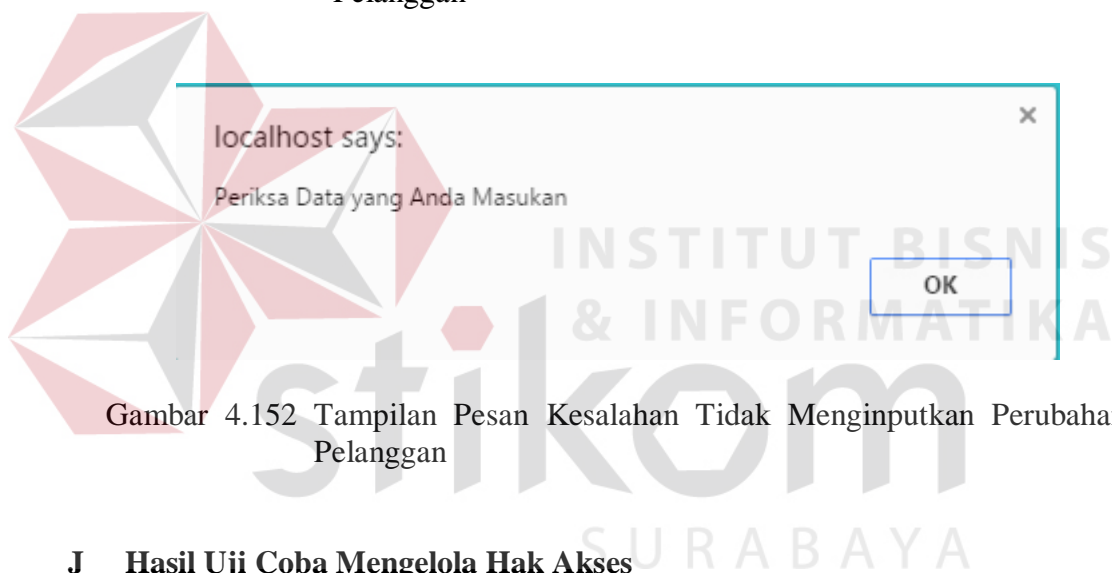 Pelanggan
localhost says:
×
Periksa Data yang Anda Masukan
OK
INSTITUT BISNIS
& INFORMATIKA
stikom
SURABAYA
Gambar 4.152 Tampilan Pesan Kesalahan Tidak Menginputkan
Pelanggan
J Hasil Uji Coba Mengelola Hak Akses